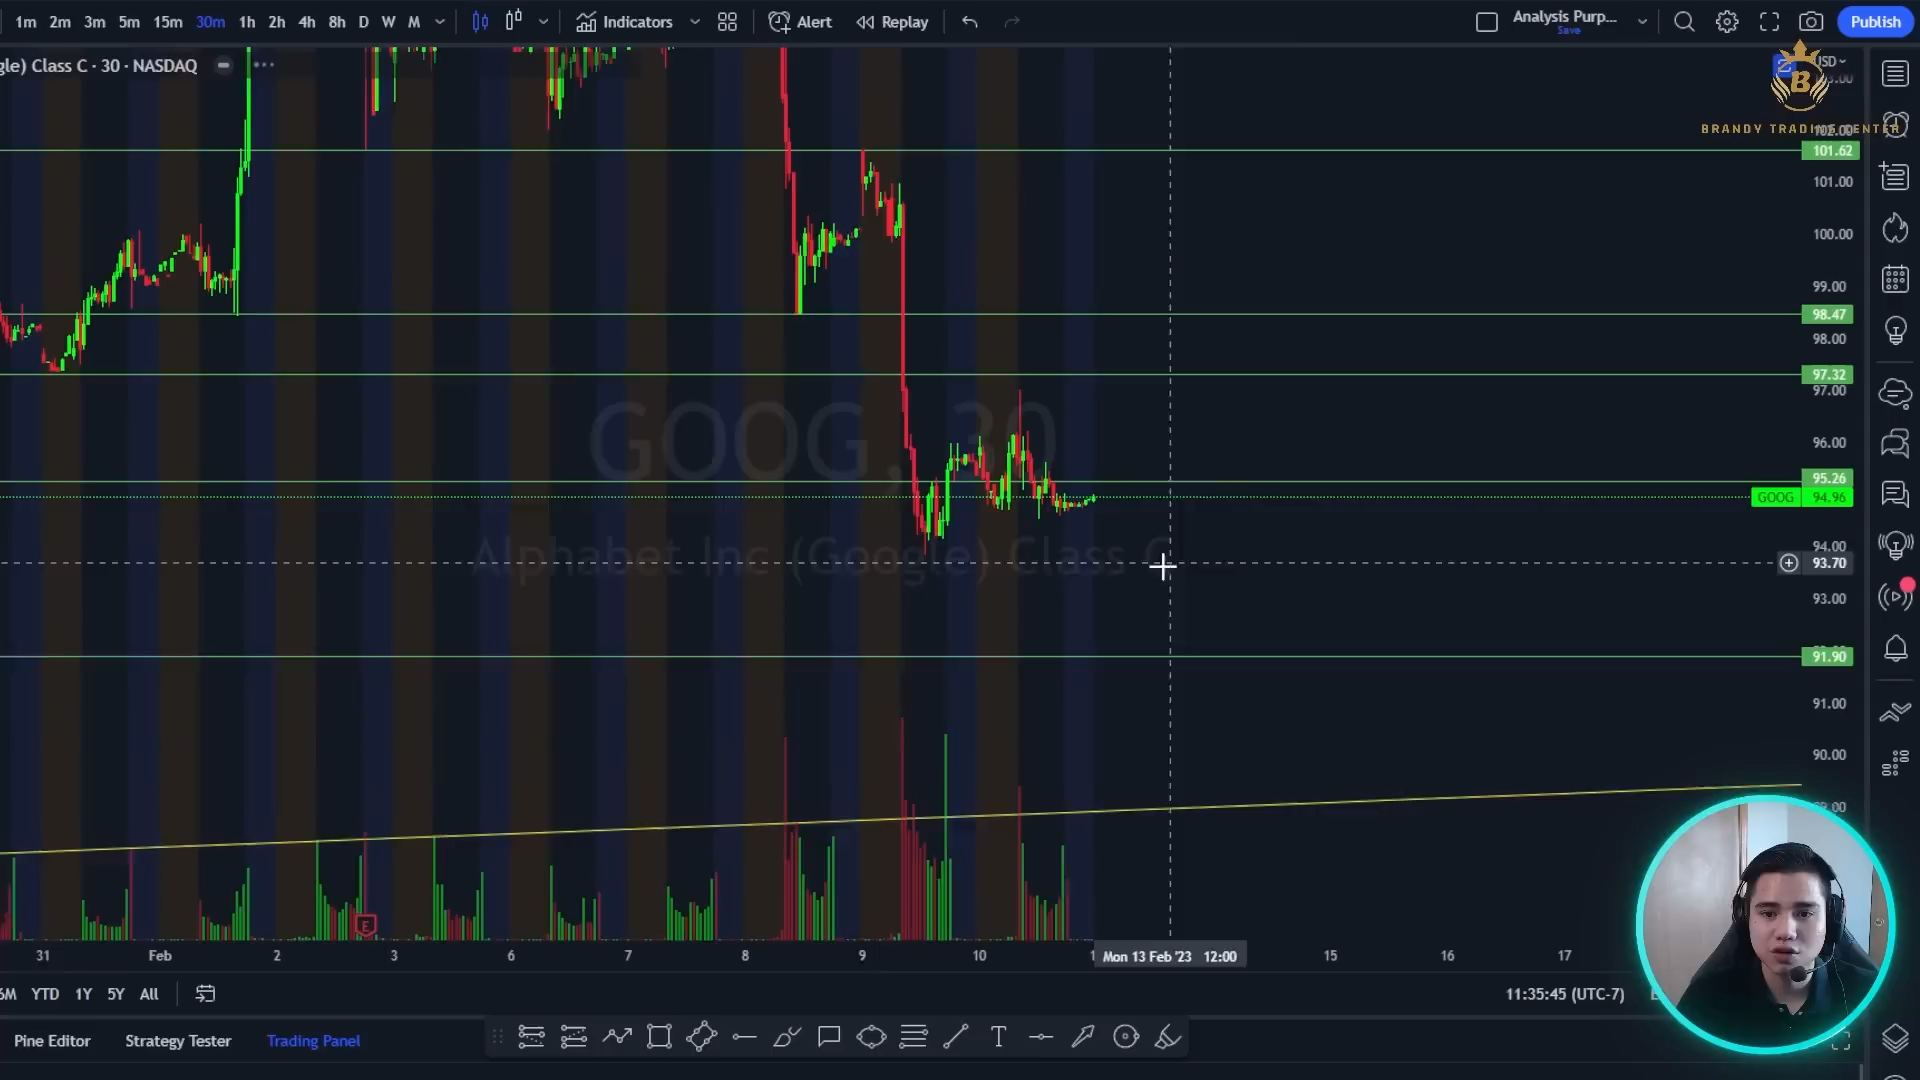 1m 2m 3m 5m 15m 30m 1h 2h 4h 8h D W M Indicators Alert Replay Analysis Purp... Save Publish
gle) Class C · 30 · NASDAQ
USD
BRANDY TRADING CENTER
102.00
101.62
101.00
100.00
99.00
98.47
98.00
97.32
97.00
GOOG, 30
96.00
95.26
GOOG 94.96
Alphabet Inc (Google) Class C
94.00
93.70
93.00
91.90
91.00
90.00
E
31 Feb 2 3 6 7 8 9 10 Mon 13 Feb '23 12:00 15 16 17
6M YTD 1Y 5Y All 11:35:45 (UTC-7)
Pine Editor Strategy Tester Trading Panel T